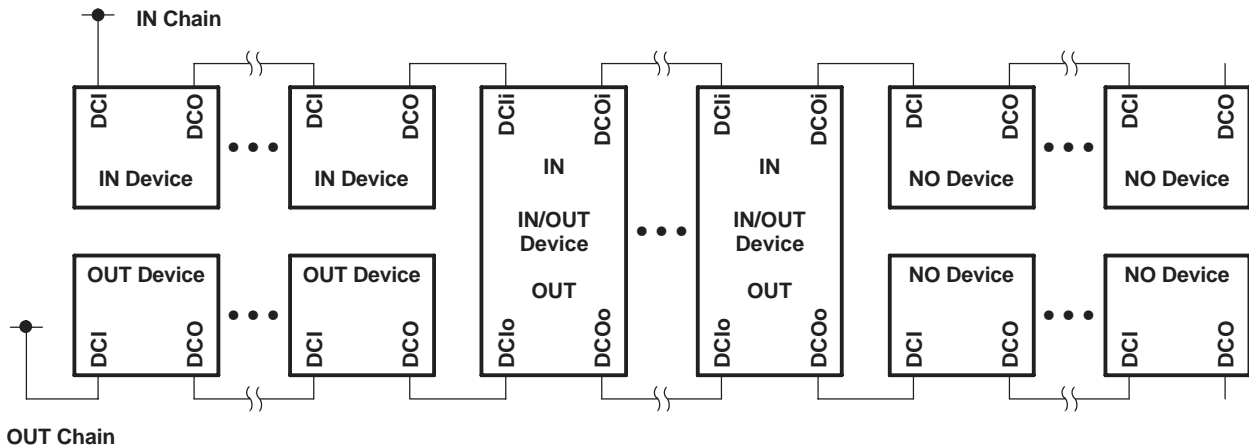 IN Chain
DCI
DCO
DCI
DCO
DCIi
DCOi
DCIi
DCOi
DCI
DCO
DCI
DCO
IN Device
IN Device
IN
IN
NO Device
NO Device
IN/OUT
Device
IN/OUT
Device
OUT Device
OUT Device
OUT
OUT
NO Device
NO Device
DCI
DCO
DCI
DCO
DCIo
DCOo
DCIo
DCOo
DCI
DCO
DCI
DCO
OUT Chain